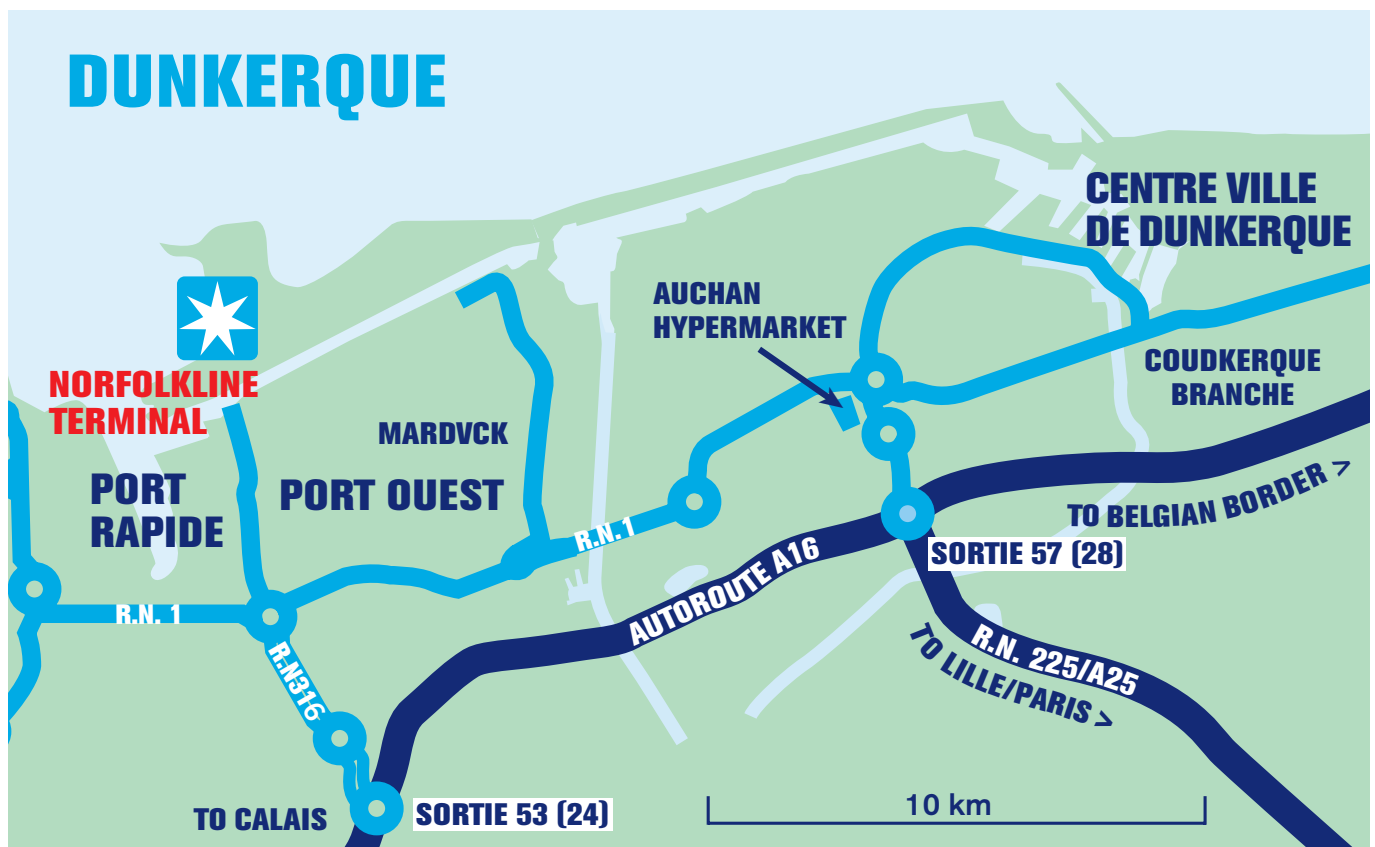 DUNKERQUE
CENTRE VILLE
DE DUNKERQUE
AUCHAN
HYPERMARKET
COUDKERQUE
BRANCHE
NORFOLKLINE
TERMINAL
MARDVCK
PORT
RAPIDE
PORT OUEST
TO BELGIAN BORDER >
R.N. 1
SORTIE 57 (28)
AUTOROUTE A16
R.N. 1
R.N316
R.N. 225/A25
TO LILLE/PARIS >
TO CALAIS
SORTIE 53 (24)
10 km